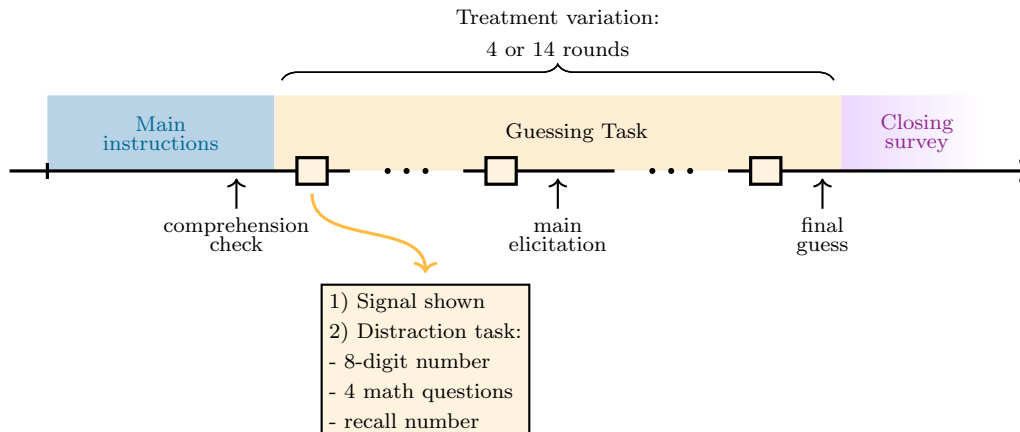 Treatment variation:
4 or 14 rounds
Main
instructions
Guessing Task
Closing
survey
comprehension
check
main
elicitation
final
guess
1) Signal shown
2) Distraction task:
- 8-digit number
- 4 math questions
- recall number